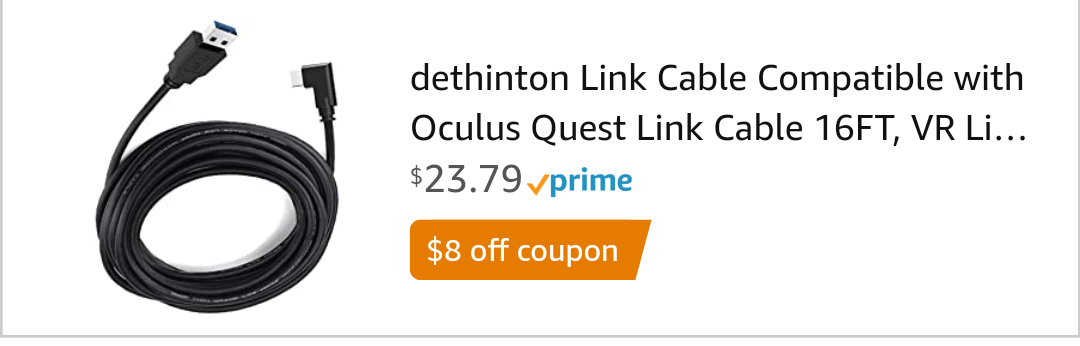 dethinton Link Cable Compatible with
Oculus Quest Link Cable 16FT, VR Li...
$23.79 prime
$8 off coupon